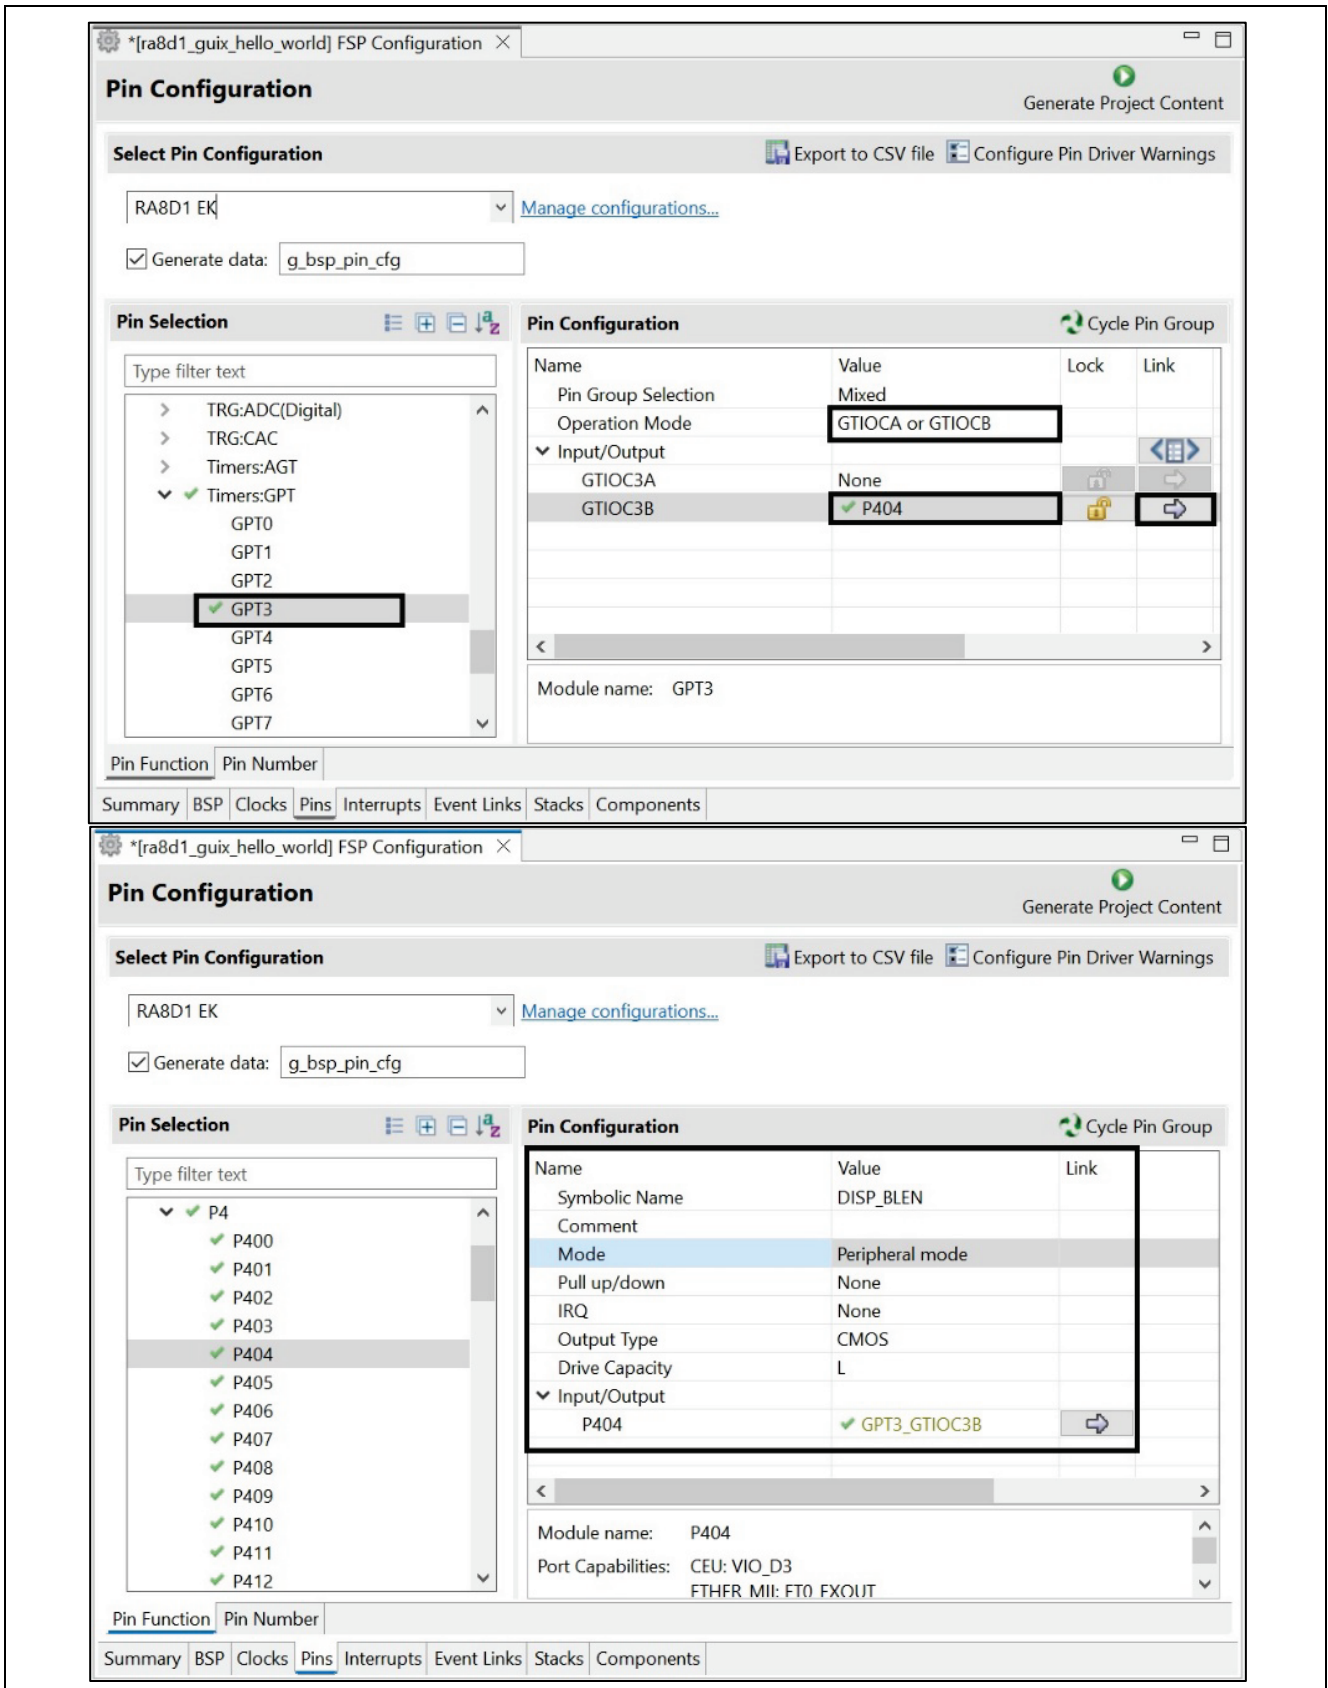 *[ra8d1_guix_hello_world] FSP Configuration
Pin Configuration
Generate Project Content
Select Pin Configuration
Export to CSV file Configure Pin Driver Warnings
RA8D1 EK Manage configurations...
Generate data: g_bsp_pin_cfg
Pin Selection
Type filter text
TRG:ADC(Digital)
TRG:CAC
Timers:AGT
Timers:GPT
GPT0
GPT1
GPT2
GPT3
GPT4
GPT5
GPT6
GPT7
Pin Configuration Cycle Pin Group
Name Value Lock Link
Pin Group Selection Mixed
Operation Mode GTIOCA or GTIOCB
Input/Output
GTIOC3A None
GTIOC3B P404
Module name: GPT3
Pin Function Pin Number
Summary BSP Clocks Pins Interrupts Event Links Stacks Components
*[ra8d1_guix_hello_world] FSP Configuration
Pin Configuration
Generate Project Content
Select Pin Configuration
Export to CSV file Configure Pin Driver Warnings
RA8D1 EK Manage configurations...
Generate data: g_bsp_pin_cfg
Pin Selection
Type filter text
P4
P400
P401
P402
P403
P404
P405
P406
P407
P408
P409
P410
P411
P412
Pin Configuration Cycle Pin Group
Name Value Link
Symbolic Name DISP_BLEN
Comment
Mode Peripheral mode
Pull up/down None
IRQ None
Output Type CMOS
Drive Capacity L
Input/Output
P404 GPT3_GTIOC3B
Module name: P404
Port Capabilities: CEU: VIO_D3
ETHER_MII: ET0_EXOUT
Pin Function Pin Number
Summary BSP Clocks Pins Interrupts Event Links Stacks Components